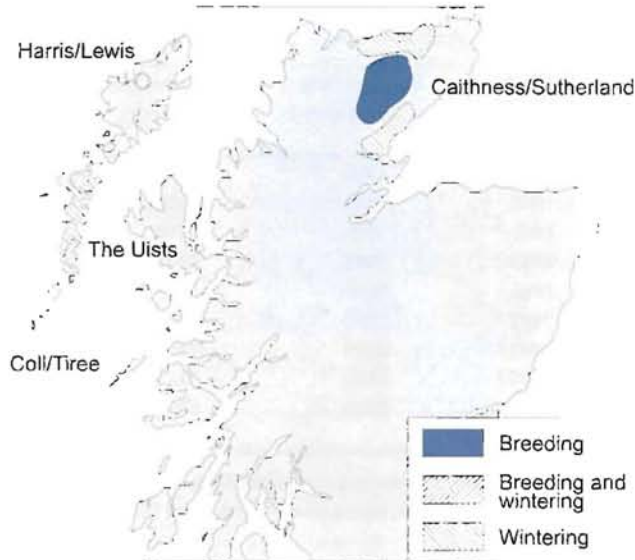 Harris/Lewis
Caithness/Sutherland
The Uists
Coll/Tiree
Breeding
Breeding and
wintering
Wintering